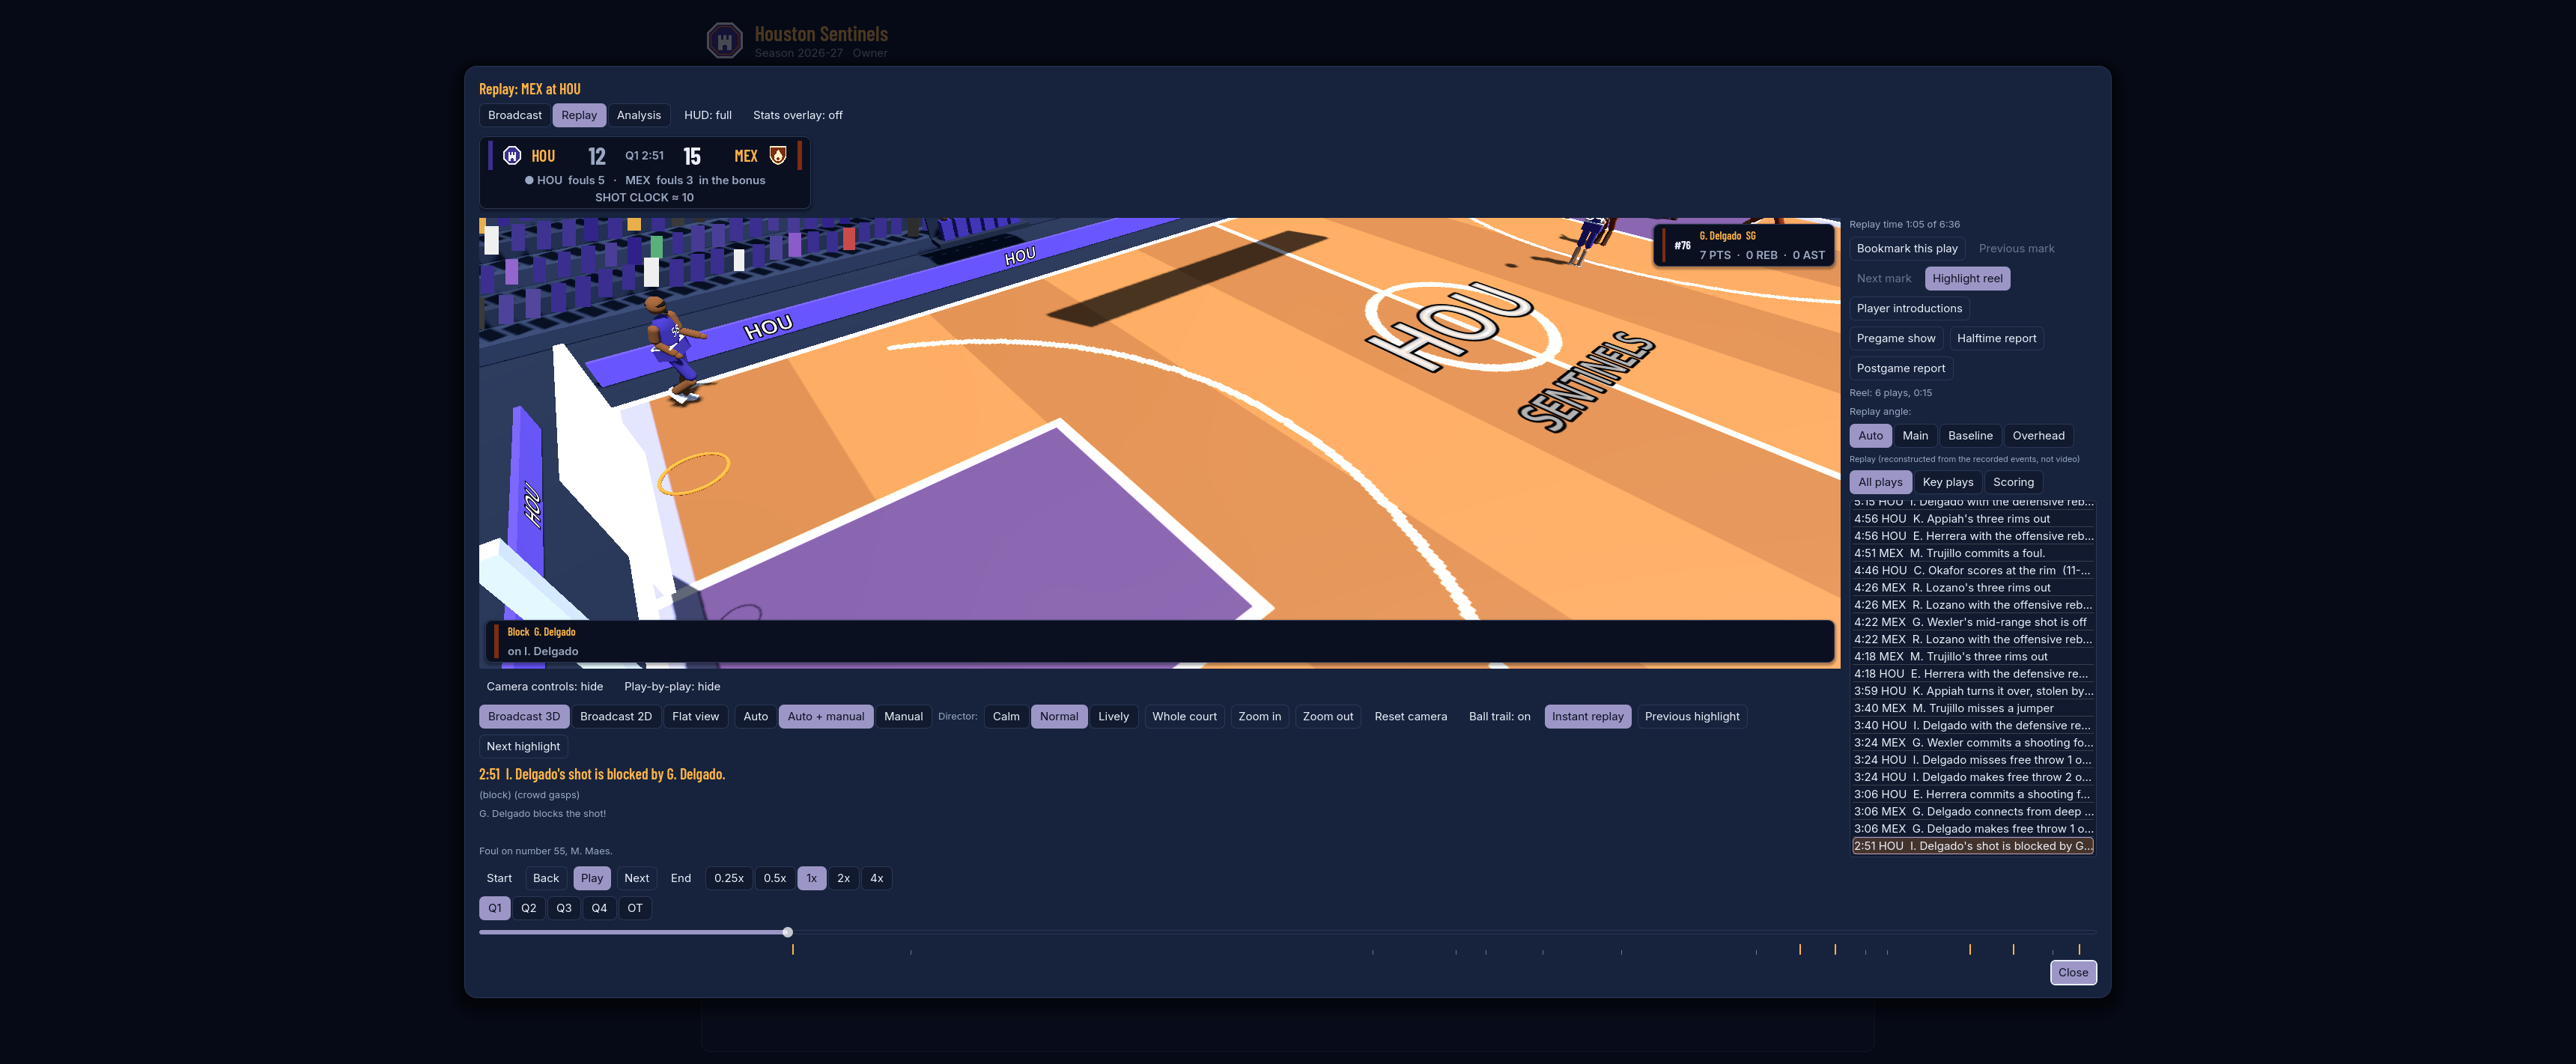 Houston Sentinels
Season 2026-27 Owner
Replay: MEX at HOU
Broadcast Replay Analysis HUD: full Stats overlay: off
HOU 12 Q1 2:51 15 MEX
HOU fouls 5 · MEX fouls 3 in the bonus
SHOT CLOCK ≈ 10
HOU
HOU
HOU
HOU
SENTINELS
#76 G. Delgado SG
7 PTS · 0 REB · 0 AST
Block G. Delgado
on I. Delgado
Replay time 1:05 of 6:36
Bookmark this play Previous mark
Next mark Highlight reel
Player introductions
Pregame show Halftime report
Postgame report
Reel: 6 plays, 0:15
Replay angle:
Auto Main Baseline Overhead
Replay (reconstructed from the recorded events, not video)
All plays Key plays Scoring
5:15 HOU I. Delgado with the defensive reb...
4:56 HOU K. Appiah's three rims out
4:56 HOU E. Herrera with the offensive reb...
4:51 MEX M. Trujillo commits a foul.
4:46 HOU C. Okafor scores at the rim (11-...
4:26 MEX R. Lozano's three rims out
4:26 MEX R. Lozano with the offensive reb...
4:22 MEX G. Wexler's mid-range shot is off
4:22 MEX R. Lozano with the offensive reb...
4:18 MEX M. Trujillo's three rims out
4:18 HOU E. Herrera with the defensive re...
3:59 HOU K. Appiah turns it over, stolen by...
3:40 MEX M. Trujillo misses a jumper
3:40 HOU I. Delgado with the defensive re...
3:24 MEX G. Wexler commits a shooting fo...
3:24 HOU I. Delgado misses free throw 1 o...
3:24 HOU I. Delgado makes free throw 2 o...
3:06 HOU E. Herrera commits a shooting f...
3:06 MEX G. Delgado connects from deep ...
3:06 MEX G. Delgado makes free throw 1 o...
2:51 HOU I. Delgado's shot is blocked by G...
Camera controls: hide Play-by-play: hide
Broadcast 3D Broadcast 2D Flat view Auto Auto + manual Manual Director: Calm Normal Lively Whole court Zoom in Zoom out Reset camera Ball trail: on Instant replay Previous highlight
Next highlight
2:51 I. Delgado's shot is blocked by G. Delgado.
(block) (crowd gasps)
G. Delgado blocks the shot!
Foul on number 55, M. Maes.
Start Back Play Next End 0.25x 0.5x 1x 2x 4x
Q1 Q2 Q3 Q4 OT
Close